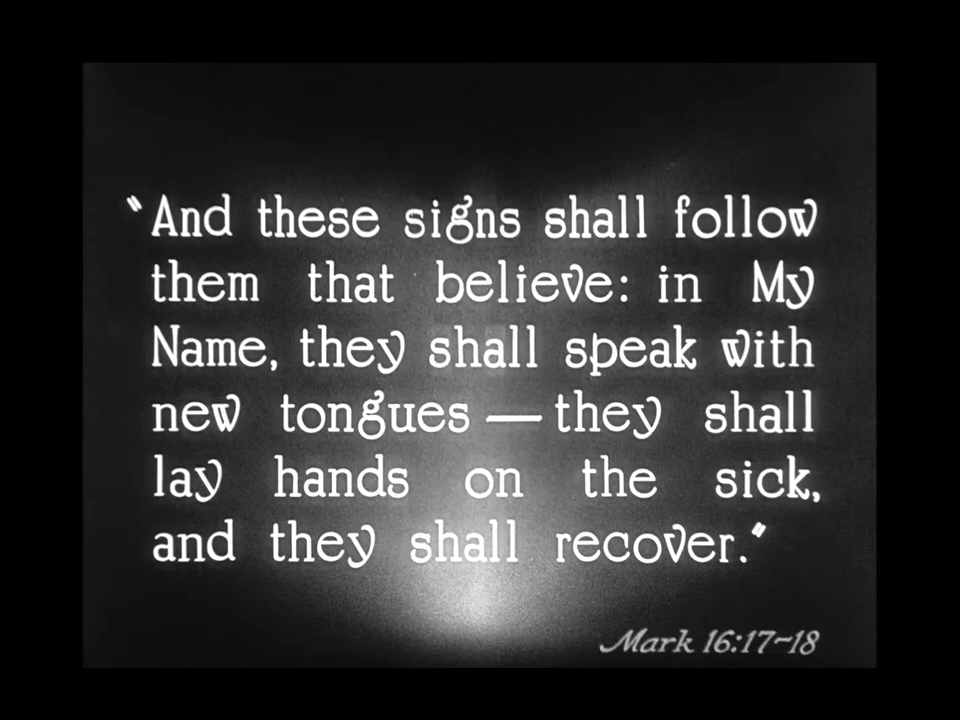 "And these signs shall follow
them that believe: in My
Name, they shall speak with
new tongues — they shall
lay hands on the sick,
and they shall recover."
Mark 16:17-18